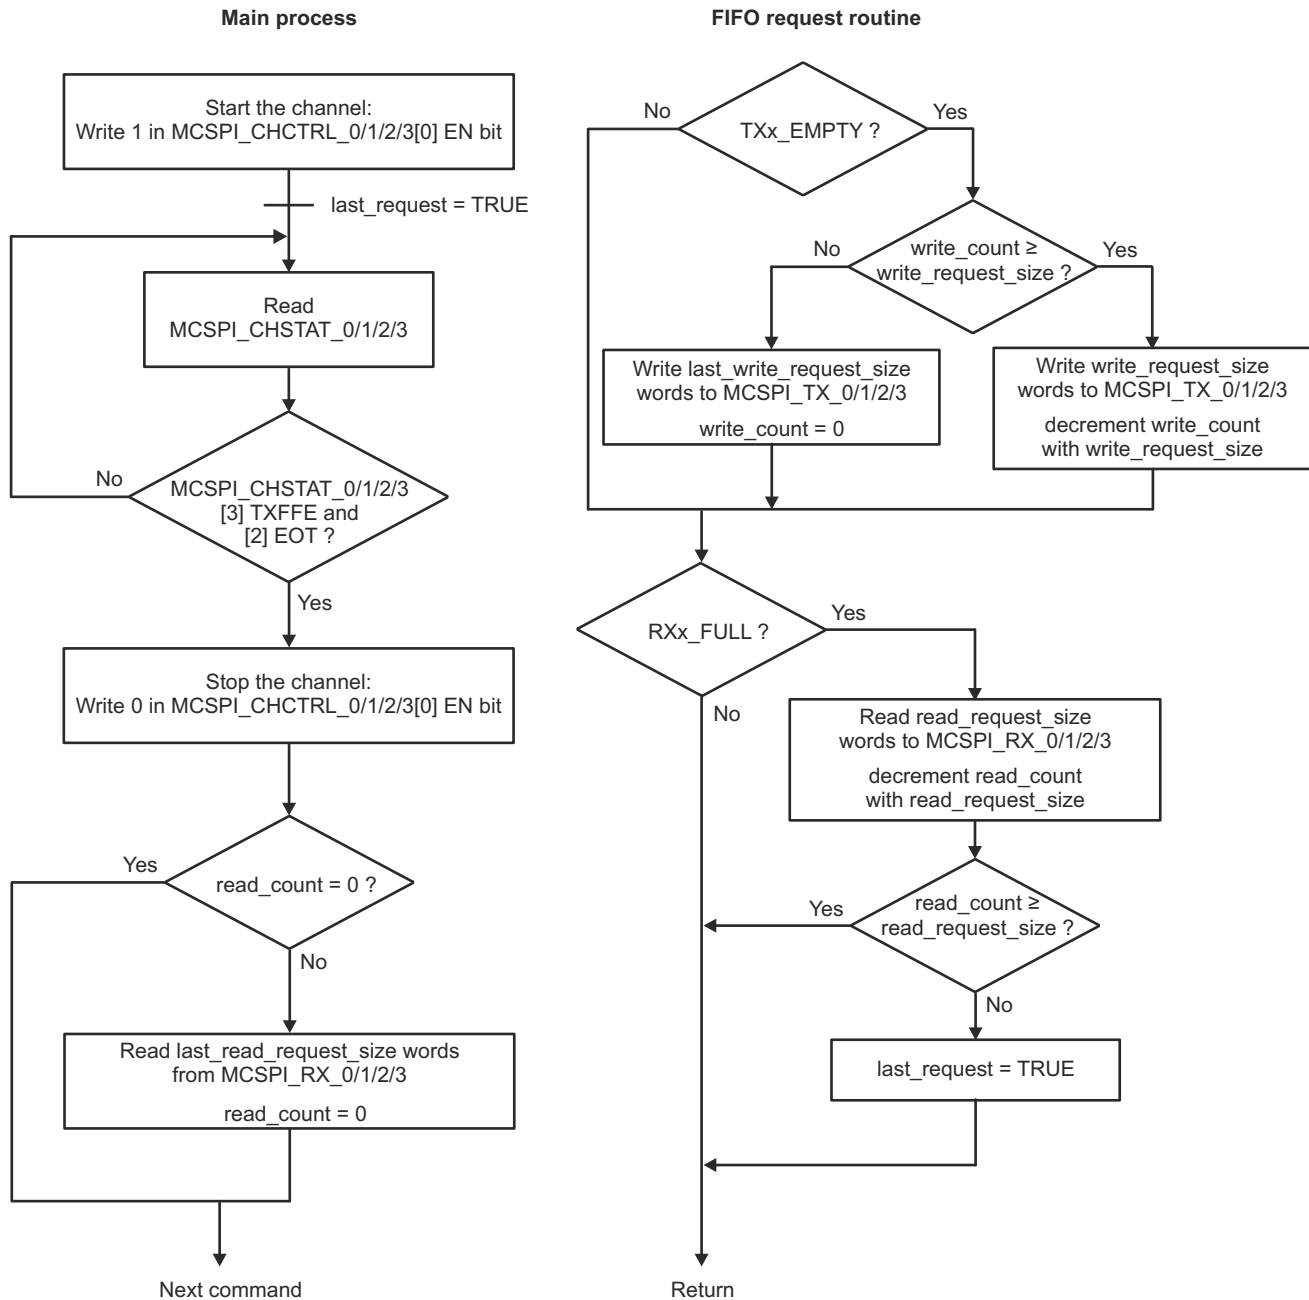 Main process
Start the channel:
Write 1 in MCSPI_CHCTRL_0/1/2/3[0] EN bit
last_request = TRUE
Read
MCSPI_CHSTAT_0/1/2/3
No
MCSPI_CHSTAT_0/1/2/3
[3] TXFFE and
[2] EOT ?
Yes
Stop the channel:
Write 0 in MCSPI_CHCTRL_0/1/2/3[0] EN bit
Yes
read_count = 0 ?
No
Read last_read_request_size words
from MCSPI_RX_0/1/2/3
read_count = 0
Next command
FIFO request routine
No
TXx_EMPTY ?
Yes
No
write_count ≥
write_request_size ?
Yes
Write last_write_request_size
words to MCSPI_TX_0/1/2/3
write_count = 0
Write write_request_size
words to MCSPI_TX_0/1/2/3
decrement write_count
with write_request_size
RXx_FULL ?
Yes
No
Read read_request_size
words to MCSPI_RX_0/1/2/3
decrement read_count
with read_request_size
Yes
read_count ≥
read_request_size ?
No
last_request = TRUE
Return